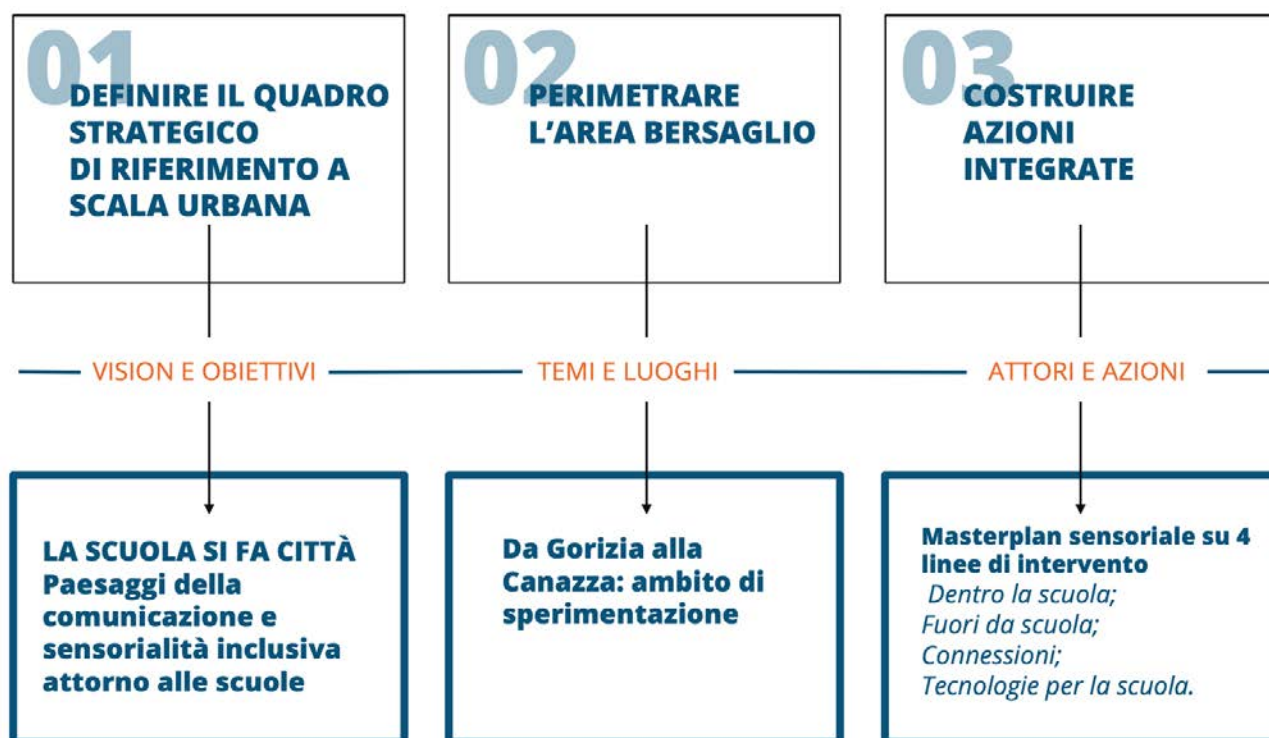 01
DEFINIRE IL QUADRO
STRATEGICO
DI RIFERIMENTO A
SCALA URBANA
02
PERIMETRARE
L’AREA BERSAGLIO
03
COSTRUIRE
AZIONI
INTEGRATE
VISION E OBIETTIVI
TEMI E LUOGHI
ATTORI E AZIONI
LA SCUOLA SI FA CITTÀ
Paesaggi della
comunicazione e
sensorialità inclusiva
attorno alle scuole
Da Gorizia alla
Canazza: ambito di
sperimentazione
Masterplan sensoriale su 4
linee di intervento
Dentro la scuola;
Fuori da scuola;
Connessioni;
Tecnologie per la scuola.